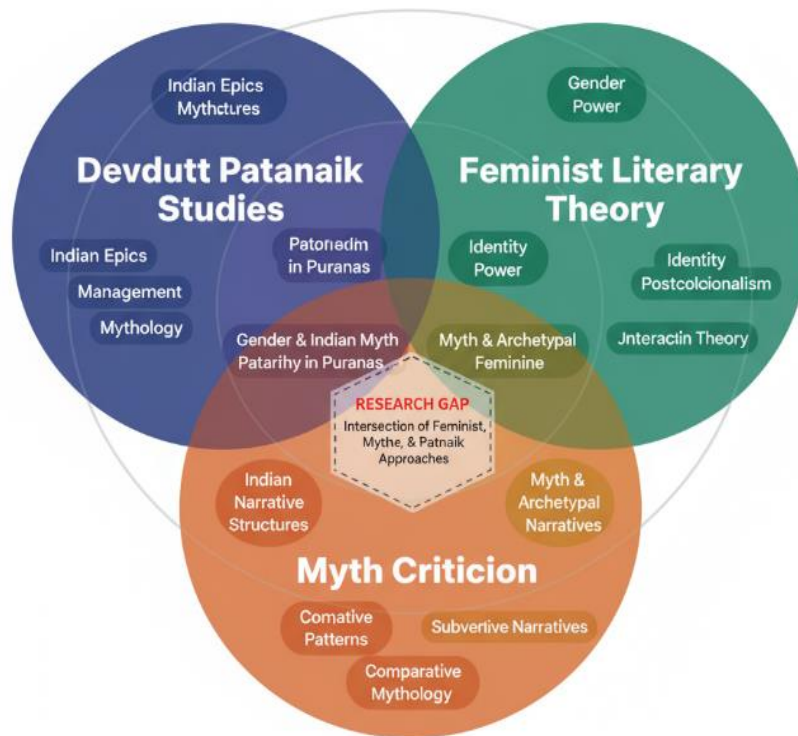 Indian Epics
Mythctures
Gender
Power
Devdutt Patanaik
Studies
Feminist Literary
Theory
Indian Epics
Management
Mythology
Patonedm
in Puranas
Identity
Power
Identity
Postcolcionalism
Jnteractin Theory
Gender & Indian Myth
Patarihy in Puranas
Myth & Archetypal
Feminine
RESEARCH GAP
Intersection of Feminist,
Mythe, & Patnaik
Approaches
Indian
Narrative
Structures
Myth &
Archetypal
Narratives
Myth Criticion
Comative
Patterns
Subvertive Narratives
Comparative
Mythology